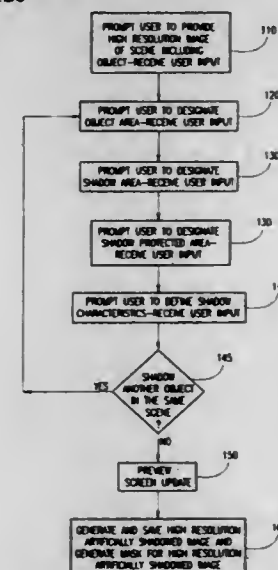 PROMPT USER TO PROVIDE
HIGH RESOLUTION IMAGE
OF SCENE INCLUDING
OBJECT—RECEIVE USER INPUT
110
PROMPT USER TO DESIGNATE
OBJECT AREA—RECEIVE USER INPUT
120
PROMPT USER TO DESIGNATE
SHADOW AREA—RECEIVE USER INPUT
130
PROMPT USER TO DESIGNATE
SHADOW PROTECTED AREA—
RECEIVE USER INPUT
130
PROMPT USER TO DEFINE SHADOW
CHARACTERISTICS—RECEIVE USER INPUT
SHADOW
ANOTHER OBJECT
IN THE SAME
SCENE
?
145
YES
NO
PREVIEW
SCREEN UPDATE
150
GENERATE AND SAVE HIGH RESOLUTION
ARTIFICIALLY SHADOWED IMAGE AND
GENERATE MASK FOR HIGH RESOLUTION
ARTIFICIALLY SHADOWED IMAGE